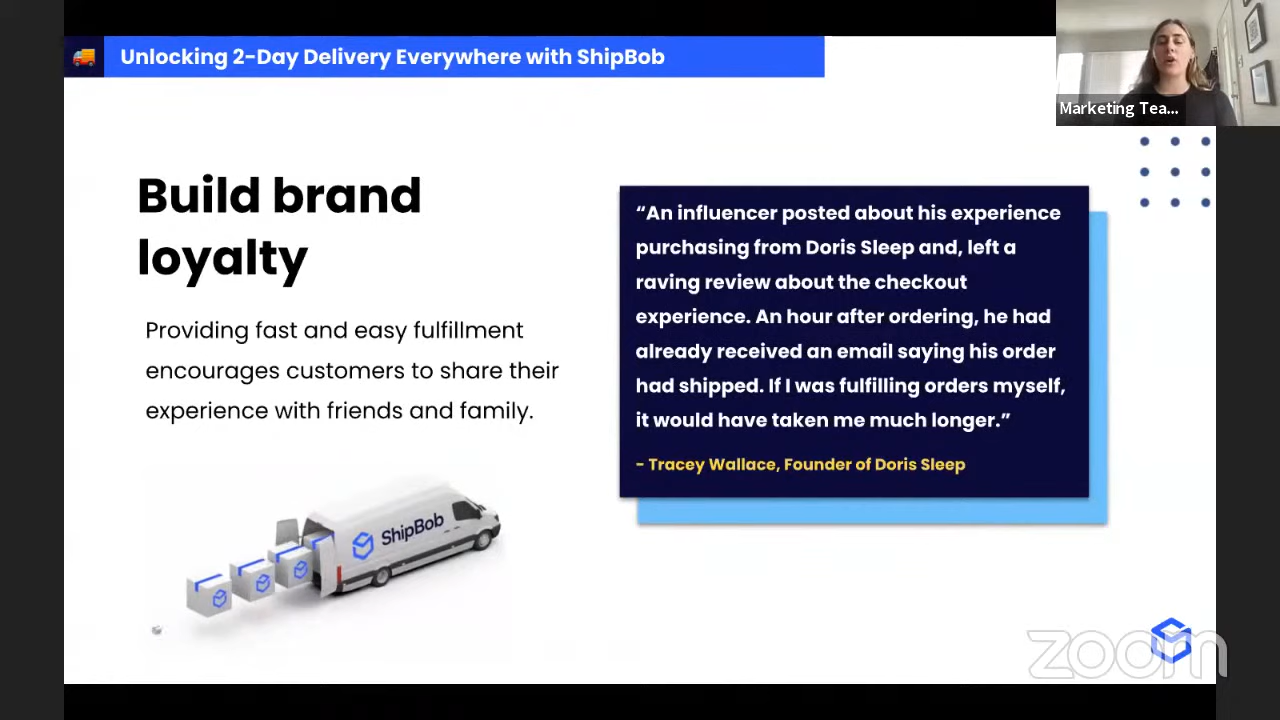 Unlocking 2-Day Delivery Everywhere with ShipBob
Marketing Tea...
Build brand
loyalty
Providing fast and easy fulfillment
encourages customers to share their
experience with friends and family.
“An influencer posted about his experience
purchasing from Doris Sleep and, left a
raving review about the checkout
experience. An hour after ordering, he had
already received an email saying his order
had shipped. If I was fulfilling orders myself,
it would have taken me much longer.”
- Tracey Wallace, Founder of Doris Sleep
ShipBob
zoom